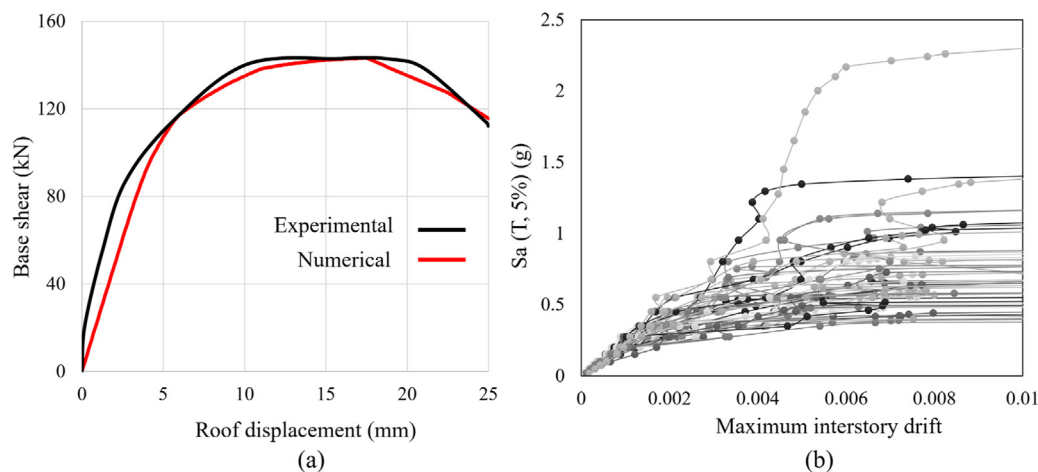 160
120
80
40
0
Base shear (kN)
Experimental
Numerical
0
5
10
15
20
25
Roof displacement (mm)
(a)
2.5
2
1.5
1
0.5
0
Sa (T, 5%) (g)
0
0.002
0.004
0.006
0.008
0.01
Maximum interstory drift
(b)